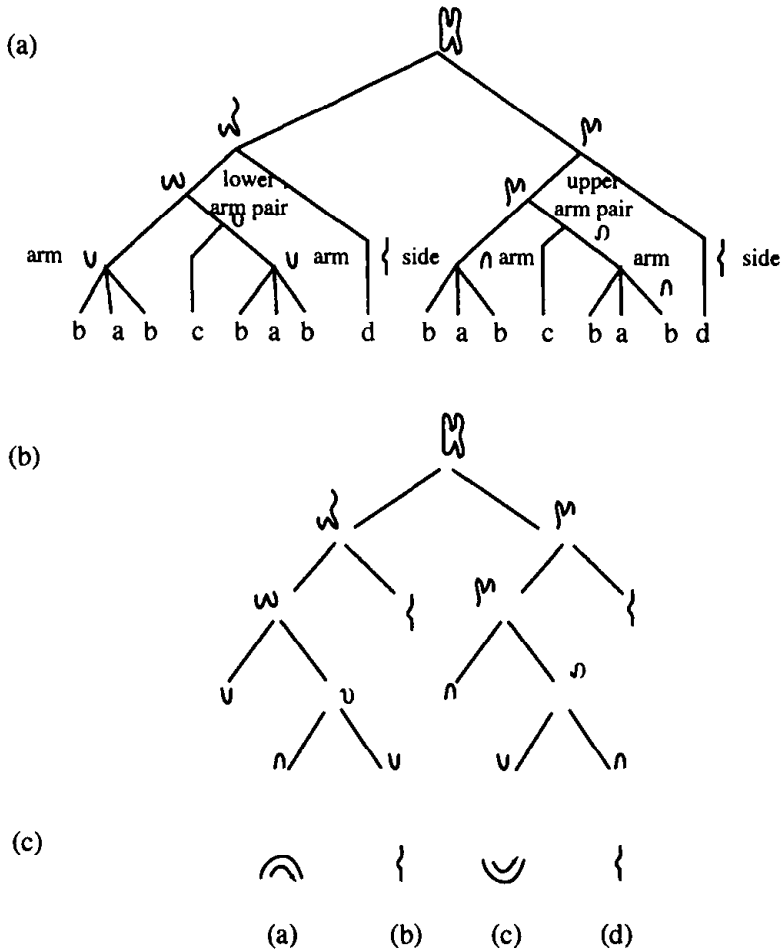 (a)
lower
arm pair
upper
arm pair
arm
arm
side
arm
arm
side
b a b c b a b d b a b c b a b d
(b)
(c)
(a) (b) (c) (d)